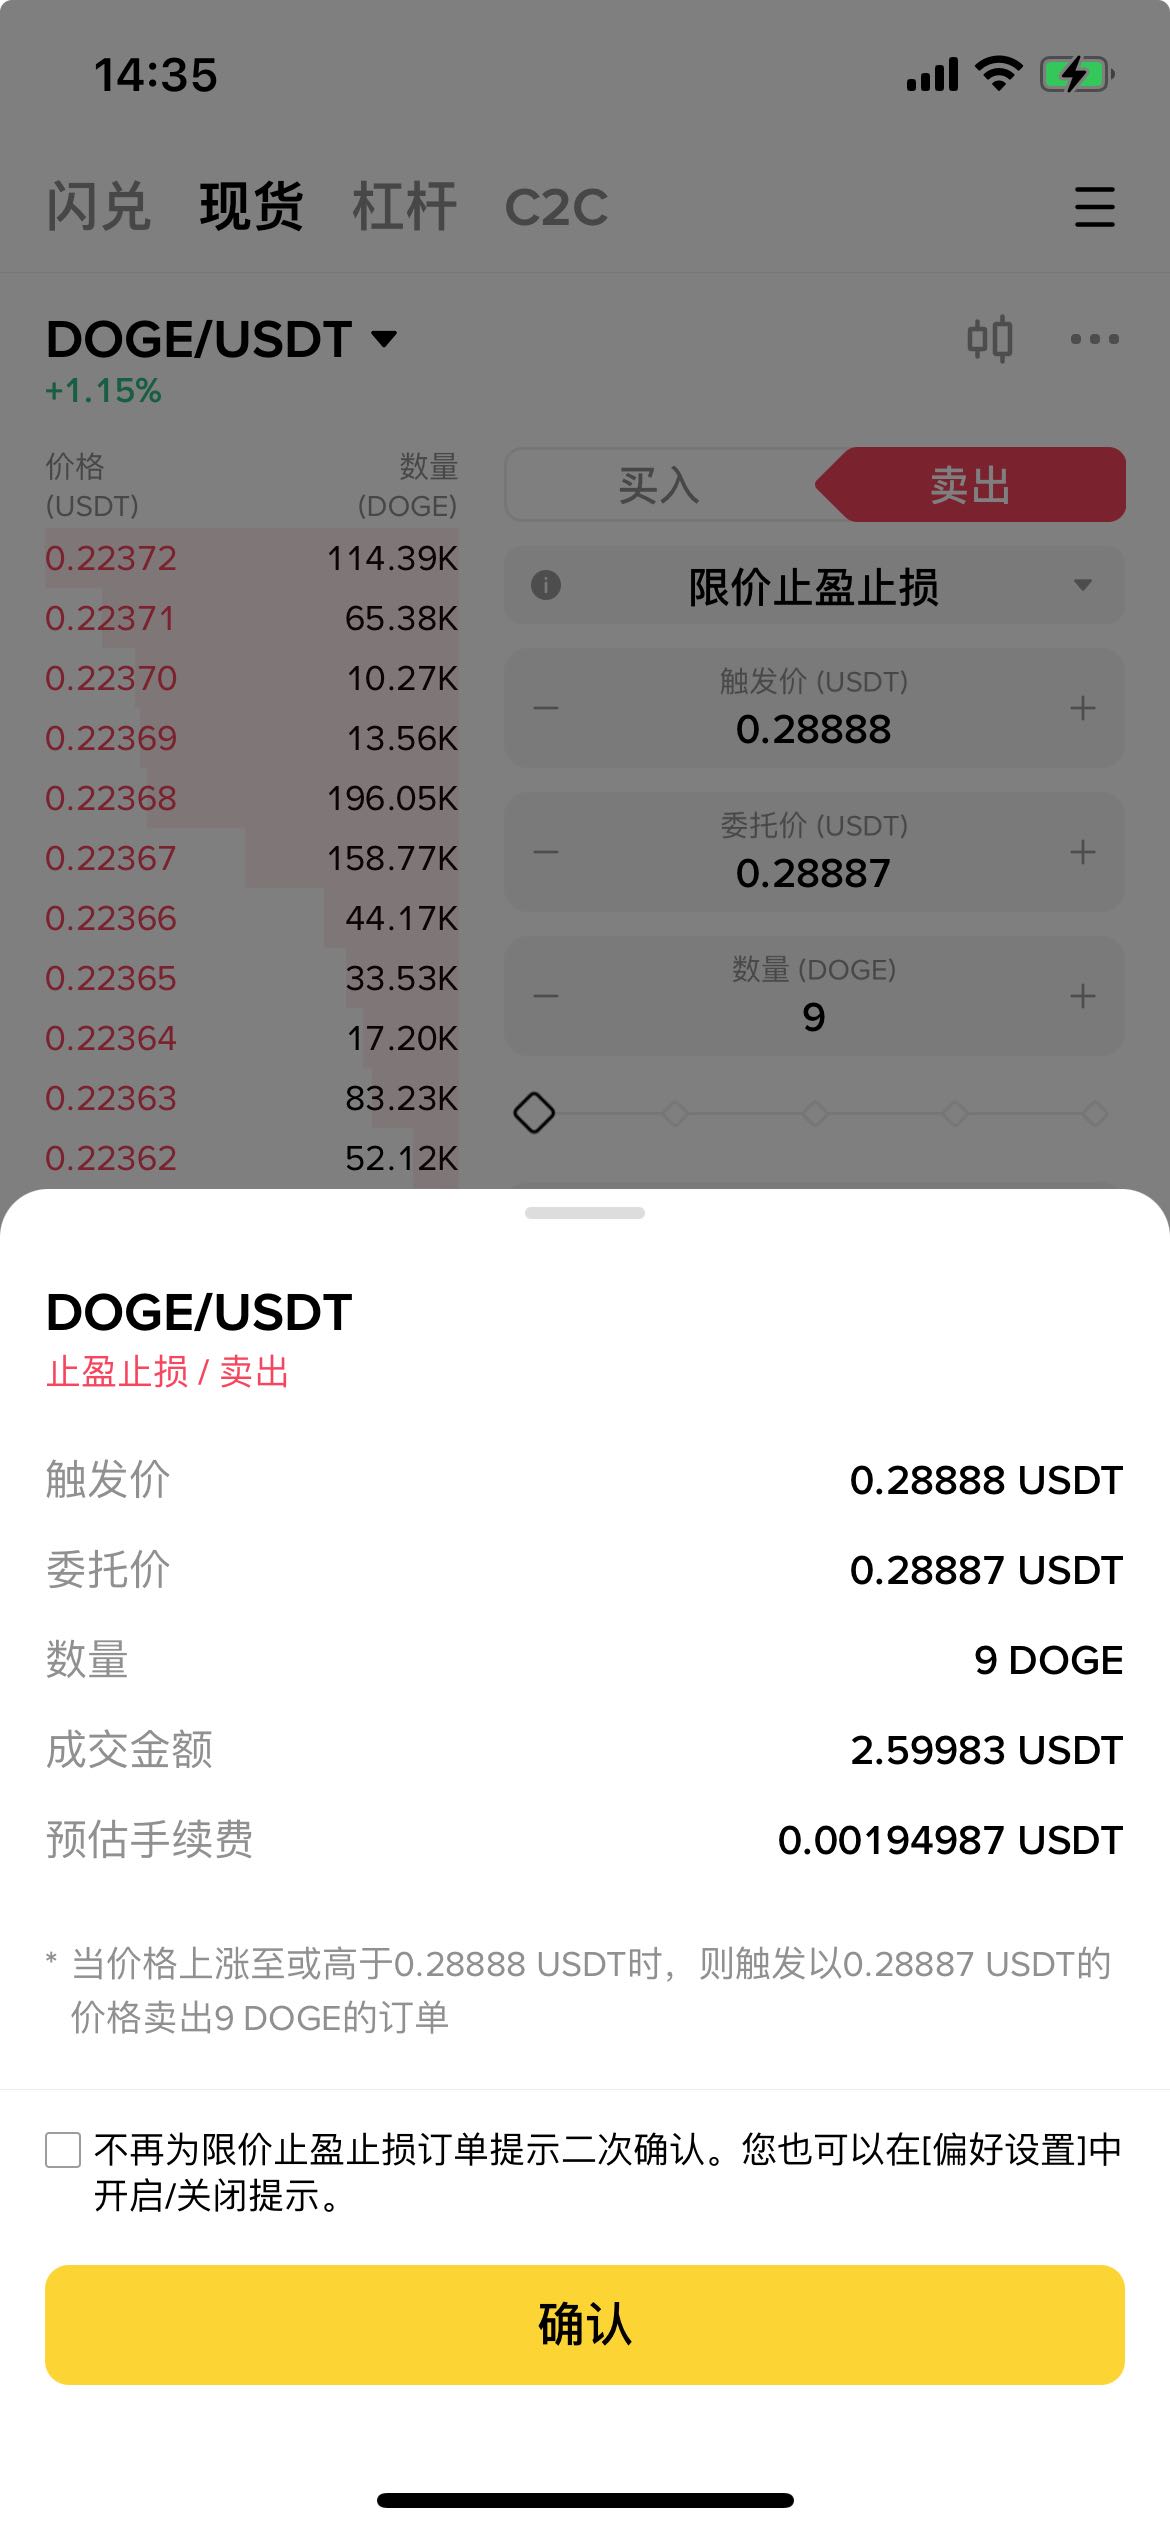 14:35
闪兑 现货 杠杆 C2C
DOGE/USDT
+1.15%
价格 数量
(USDT) (DOGE)
买入 卖出
0.22372 114.39K
限价止盈止损
0.22371 65.38K
0.22370 10.27K
触发价 (USDT)
0.28888
0.22369 13.56K
0.22368 196.05K
委托价 (USDT)
0.28887
0.22367 158.77K
0.22366 44.17K
数量 (DOGE)
9
0.22365 33.53K
0.22364 17.20K
0.22363 83.23K
0.22362 52.12K
DOGE/USDT
止盈止损 / 卖出
触发价 0.28888 USDT
委托价 0.28887 USDT
数量 9 DOGE
成交金额 2.59983 USDT
预估手续费 0.00194987 USDT
* 当价格上涨至或高于0.28888 USDT时，则触发以0.28887 USDT的
价格卖出9 DOGE的订单
不再为限价止盈止损订单提示二次确认。您也可以在[偏好设置]中
开启/关闭提示。
确认